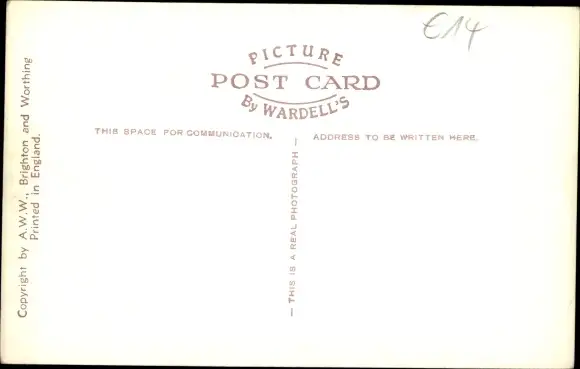 €14
PICTURE
POST CARD
By WARDELL'S
THIS SPACE FOR COMMUNICATION.
ADDRESS TO BE WRITTEN HERE.
— THIS IS A REAL PHOTOGRAPH —
Copyright by A.W.W., Brighton and Worthing
Printed in England.